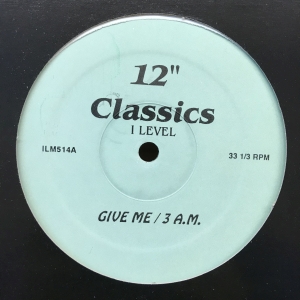 12"
Classics
I LEVEL
ILM514A
33 1/3 RPM
GIVE ME / 3 A.M.